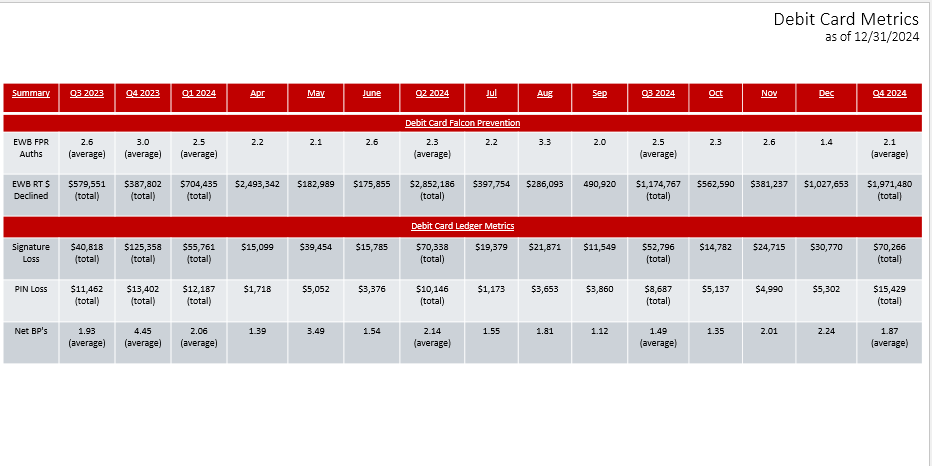 Debit Card Metrics
as of 12/31/2024
Summary Q3 2023 Q4 2023 Q1 2024 Apr May June Q2 2024 Jul Aug Sep Q3 2024 Oct Nov Dec Q4 2024
Debit Card Falcon Prevention
EWB FPR 2.6 3.0 2.5 2.2 2.1 2.6 2.3 2.2 3.3 2.0 2.5 2.3 2.6 1.4 2.1
Auths (average) (average) (average) (average) (average) (average)
EWB RT $ $579,551 $387,802 $704,435 $2,493,342 $182,989 $175,855 $2,852,186 $397,754 $286,093 490,920 $1,174,767 $562,590 $381,237 $1,027,653 $1,971,480
Declined (total) (total) (total) (total) (total) (total)
Debit Card Ledger Metrics
Signature $40,818 $125,358 $55,761 $15,099 $39,454 $15,785 $70,338 $19,379 $21,871 $11,549 $52,796 $14,782 $24,715 $30,770 $70,266
Loss (total) (total) (total) (total) (total) (total)
PIN Loss $11,462 $13,402 $12,187 $1,718 $5,052 $3,376 $10,146 $1,173 $3,653 $3,860 $8,687 $5,137 $4,990 $5,302 $15,429
(total) (total) (total) (total) (total) (total)
Net BP's 1.93 4.45 2.06 1.39 3.49 1.54 2.14 1.55 1.81 1.12 1.49 1.35 2.01 2.24 1.87
(average) (average) (average) (average) (average) (average)